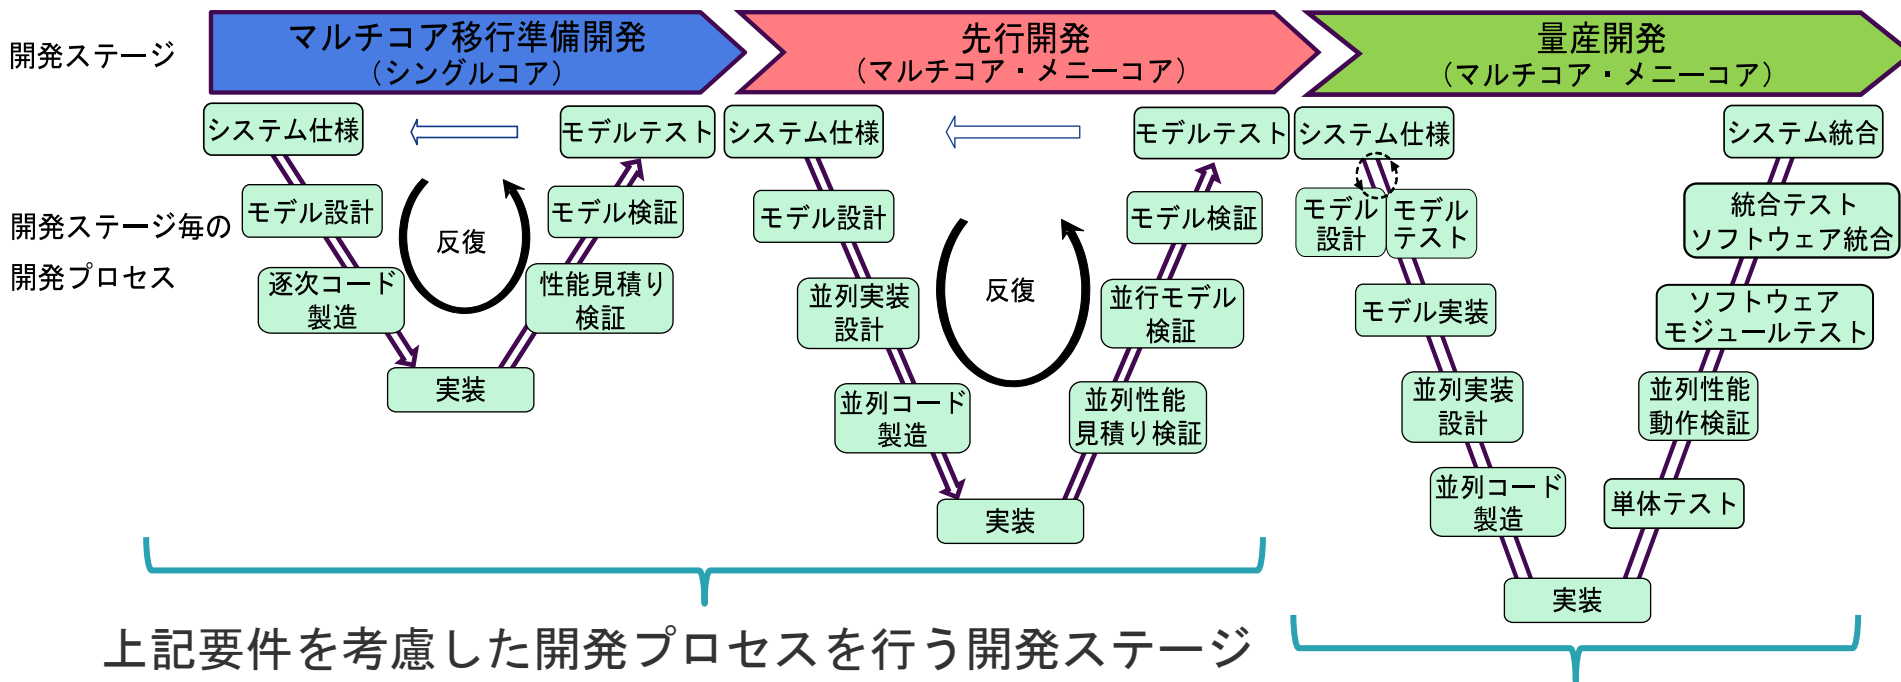 開発ステージ
マルチコア移行準備開発
(シングルコア)
先行開発
(マルチコア・メニーコア)
量産開発
(マルチコア・メニーコア)
開発ステージ毎の
開発プロセス
システム仕様
モデル設計
逐次コード
製造
実装
性能見積り
検証
モデル検証
モデルテスト
反復
システム仕様
モデル設計
並列実装
設計
並列コード
製造
実装
並列性能
見積り検証
並行モデル
検証
モデル検証
モデルテスト
反復
システム仕様
モデル
設計
モデル
テスト
モデル実装
並列実装
設計
並列コード
製造
実装
単体テスト
並列性能
動作検証
ソフトウェア
モジュールテスト
統合テスト
ソフトウェア統合
システム統合
上記要件を考慮した開発プロセスを行う開発ステージ